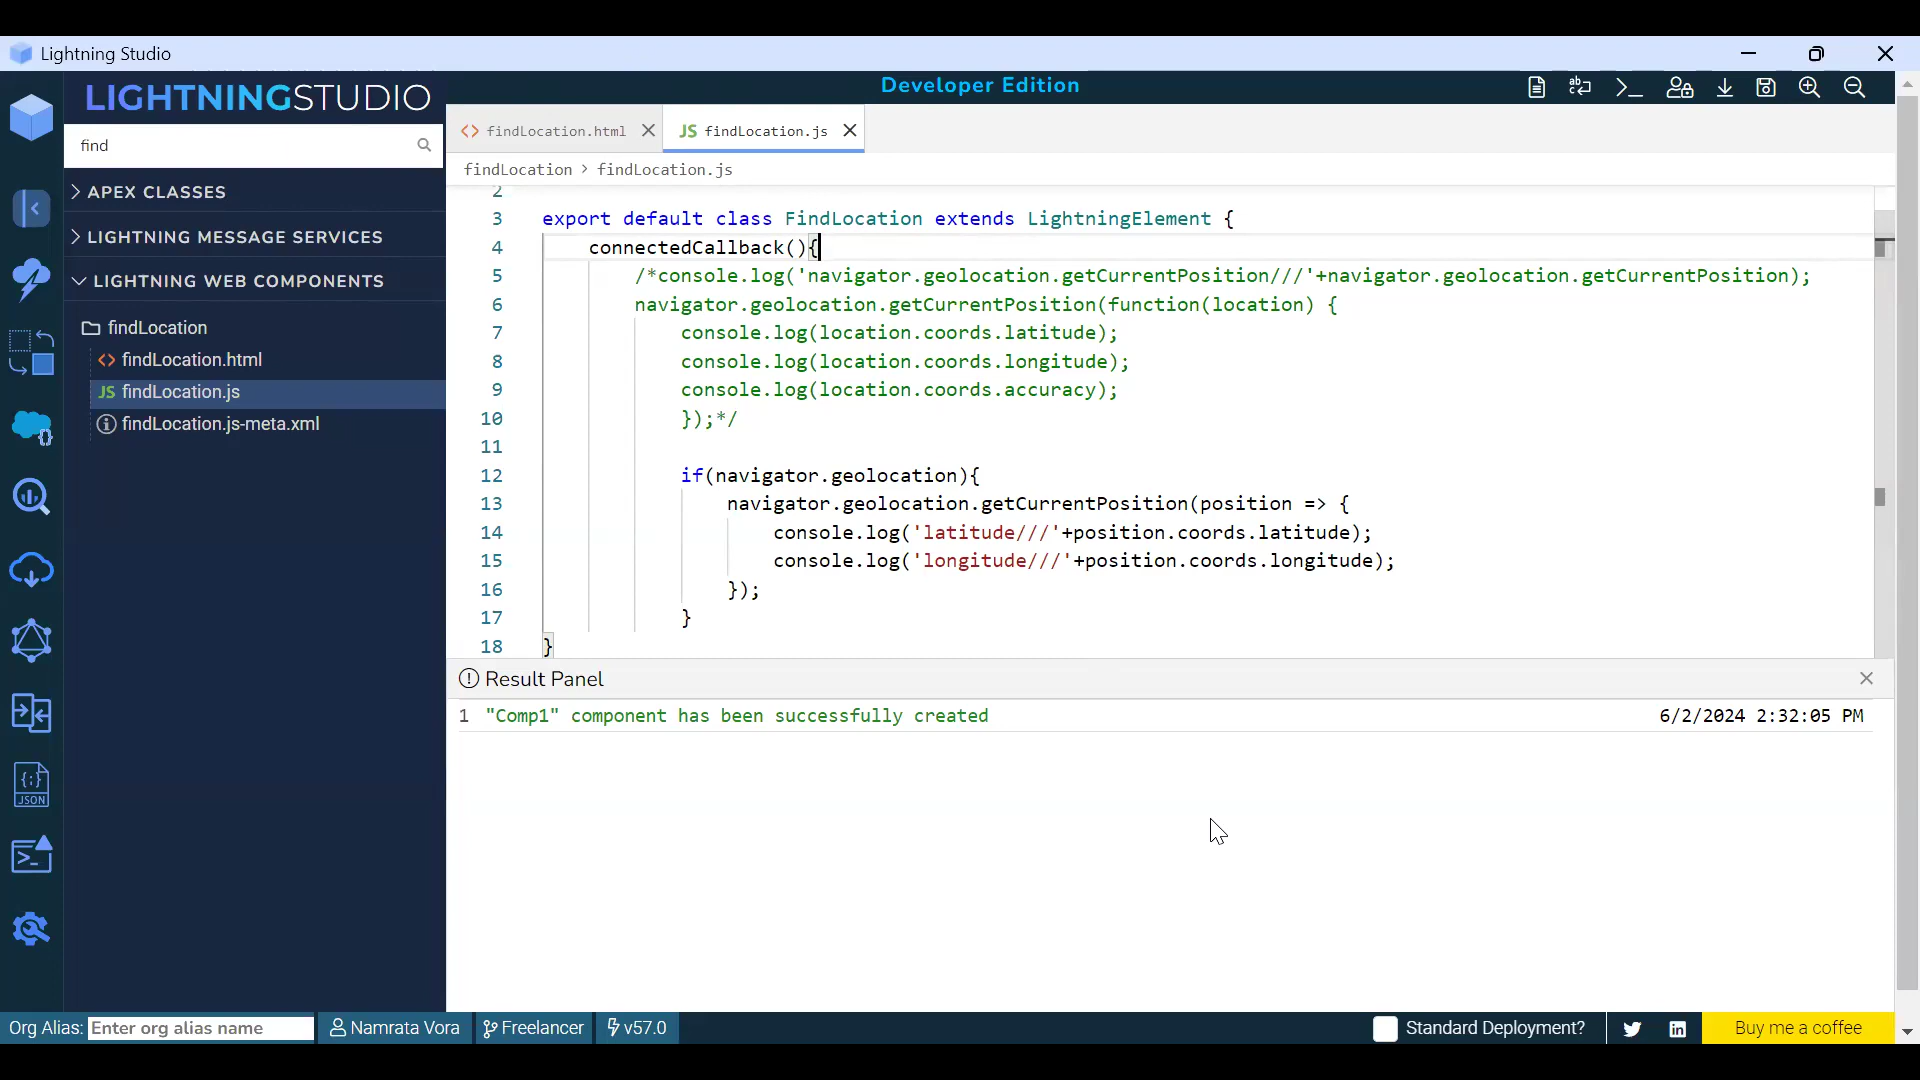 Lightning Studio
LIGHTNINGSTUDIO
Developer Edition
find
APEX CLASSES
LIGHTNING MESSAGE SERVICES
LIGHTNING WEB COMPONENTS
findLocation
<> findLocation.html
JS findLocation.js
findLocation.js-meta.xml
{}
{;}
JSON
>_
<> findLocation.html
JS findLocation.js
findLocation > findLocation.js
2
3 export default class FindLocation extends LightningElement {
4 connectedCallback(){
5 /*console.log('navigator.geolocation.getCurrentPosition///'+navigator.geolocation.getCurrentPosition);
6 navigator.geolocation.getCurrentPosition(function(location) {
7 console.log(location.coords.latitude);
8 console.log(location.coords.longitude);
9 console.log(location.coords.accuracy);
10 });*/
11
12 if(navigator.geolocation){
13 navigator.geolocation.getCurrentPosition(position => {
14 console.log('latitude///'+position.coords.latitude);
15 console.log('longitude///'+position.coords.longitude);
16 });
17 }
18 }
Result Panel
1 "Comp1" component has been successfully created 6/2/2024 2:32:05 PM
Org Alias: Enter org alias name Namrata Vora Freelancer v57.0 Standard Deployment? in Buy me a coffee